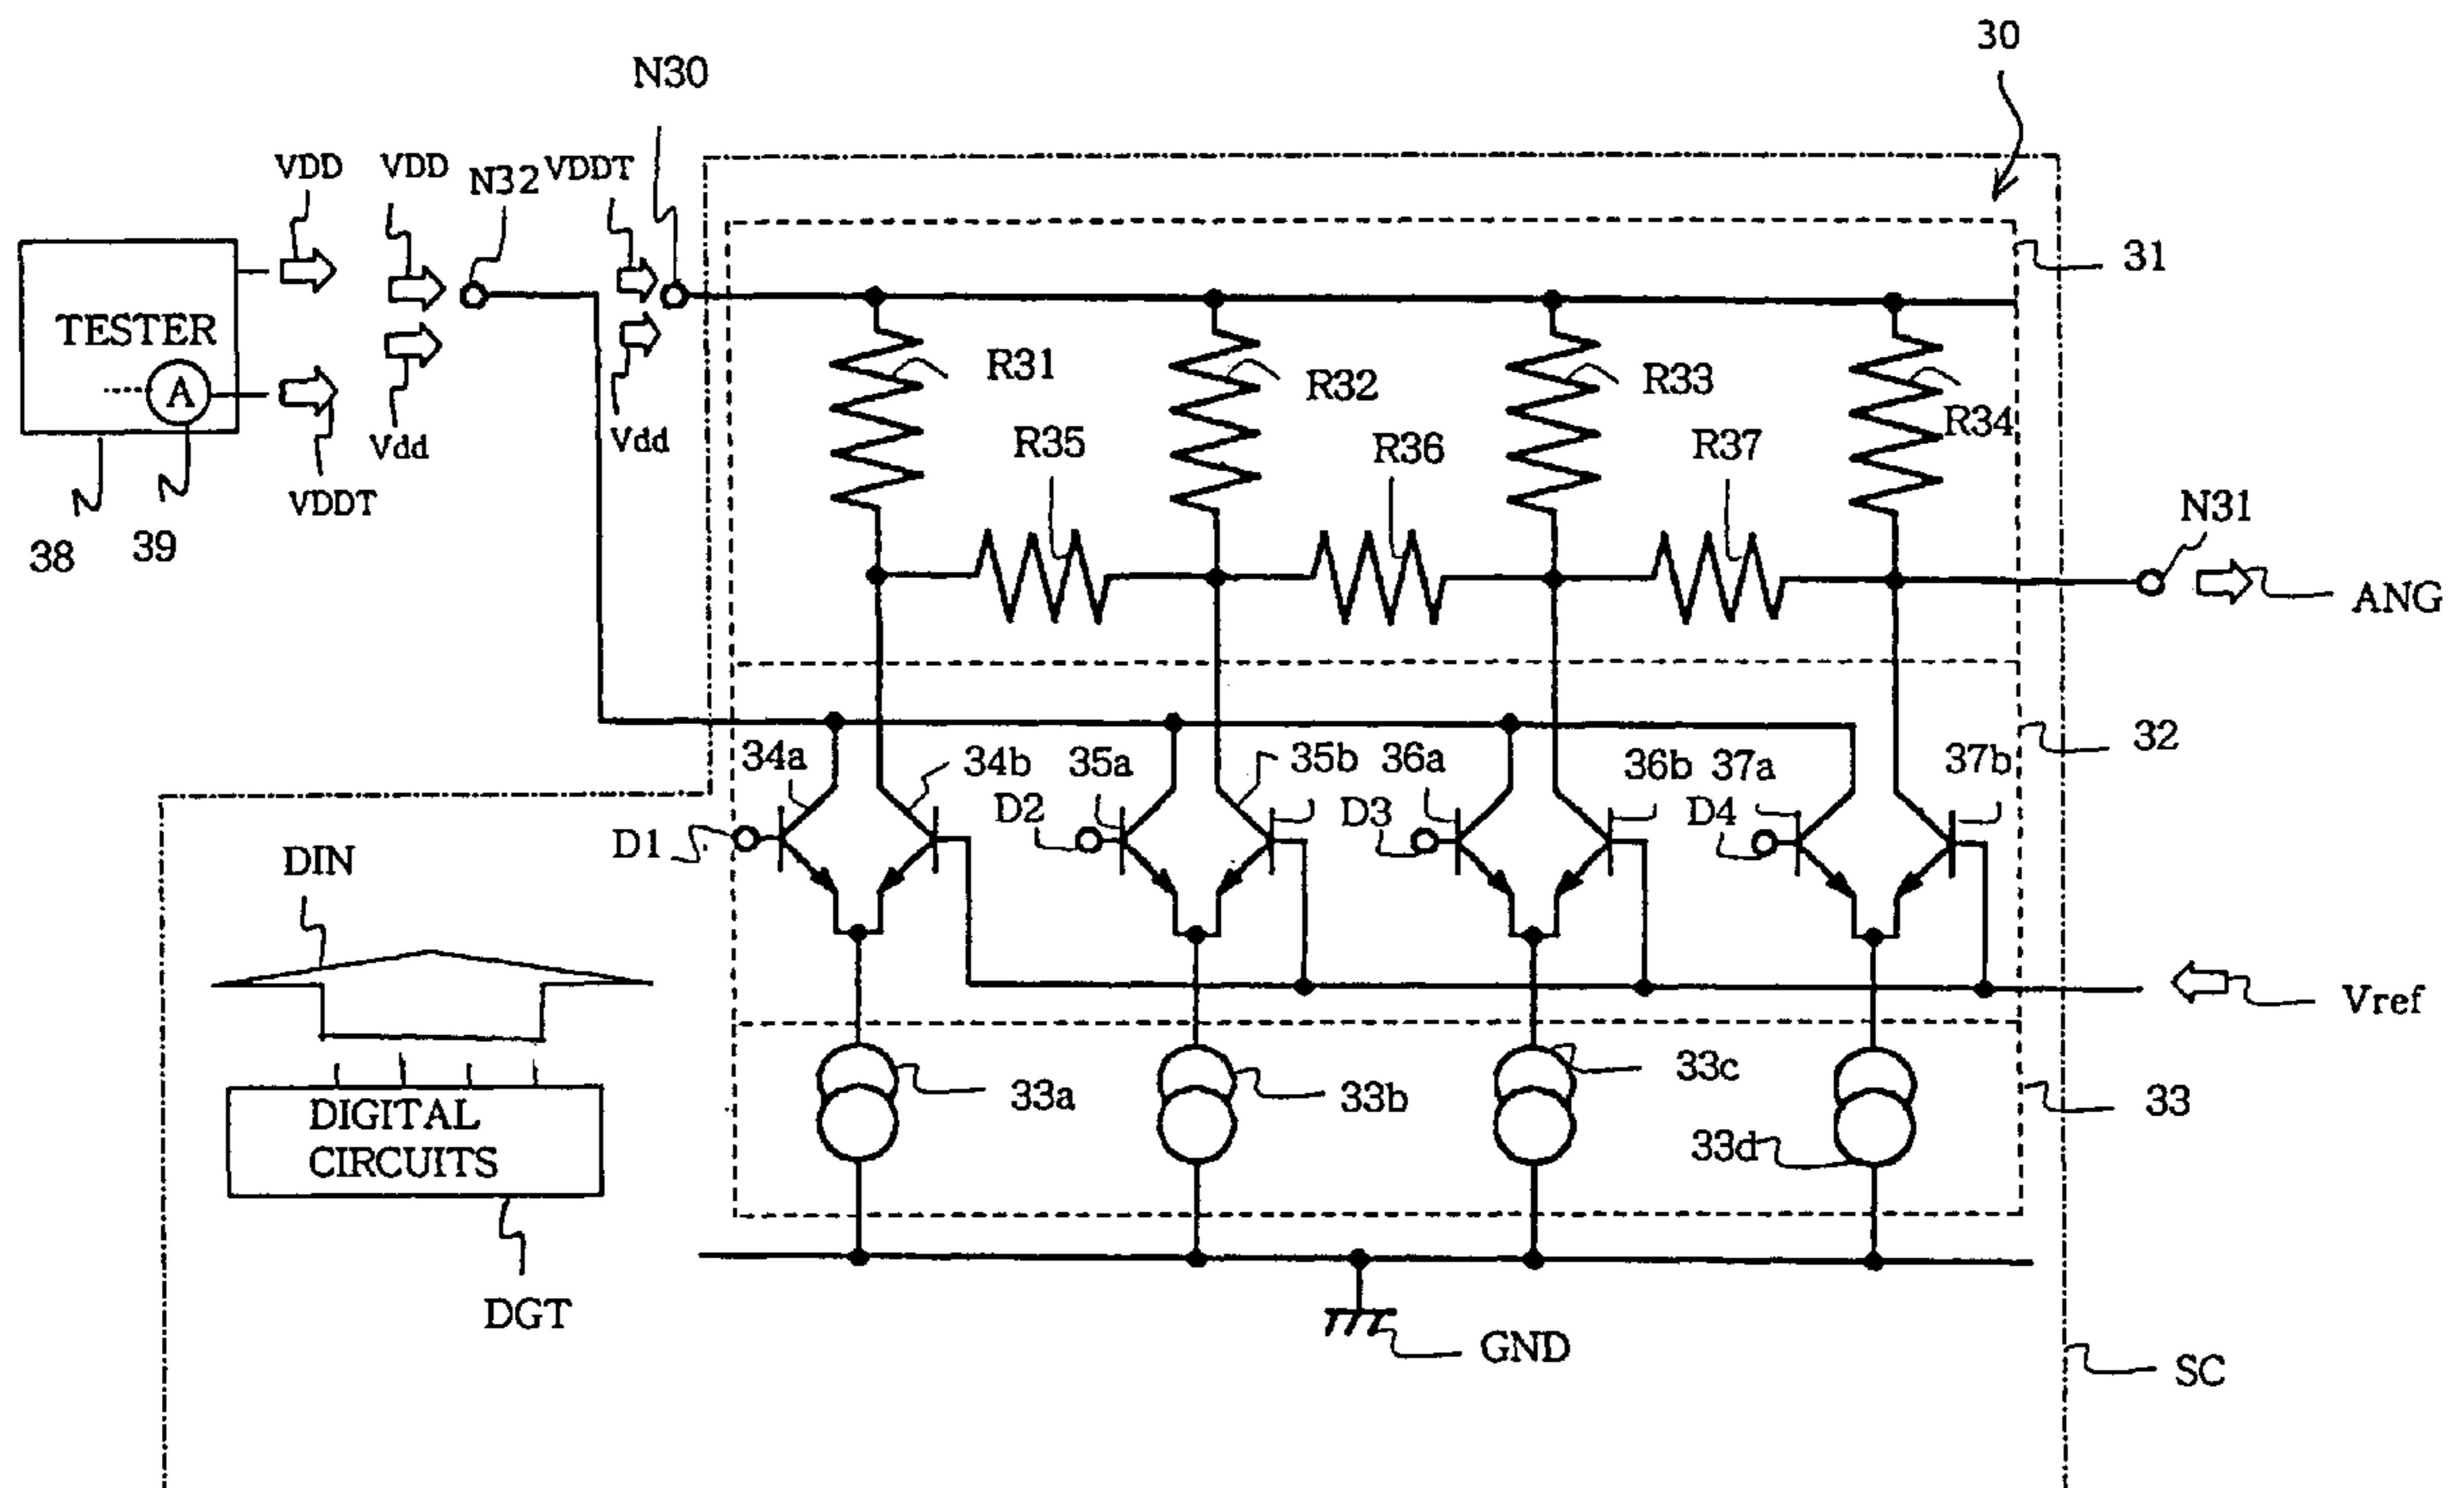 30
N30
VDD
VDD
N32
VDDT
31
TESTER
A
R31
R32
R33
R34
Vdd
Vdd
R35
R36
R37
VDDT
N31
38
39
ANG
34a
34b
35a
35b
36a
36b
37a
37b
32
D1
D2
D3
D4
DIN
Vref
33a
33b
33c
33d
33
DIGITAL
CIRCUITS
DGT
GND
SC